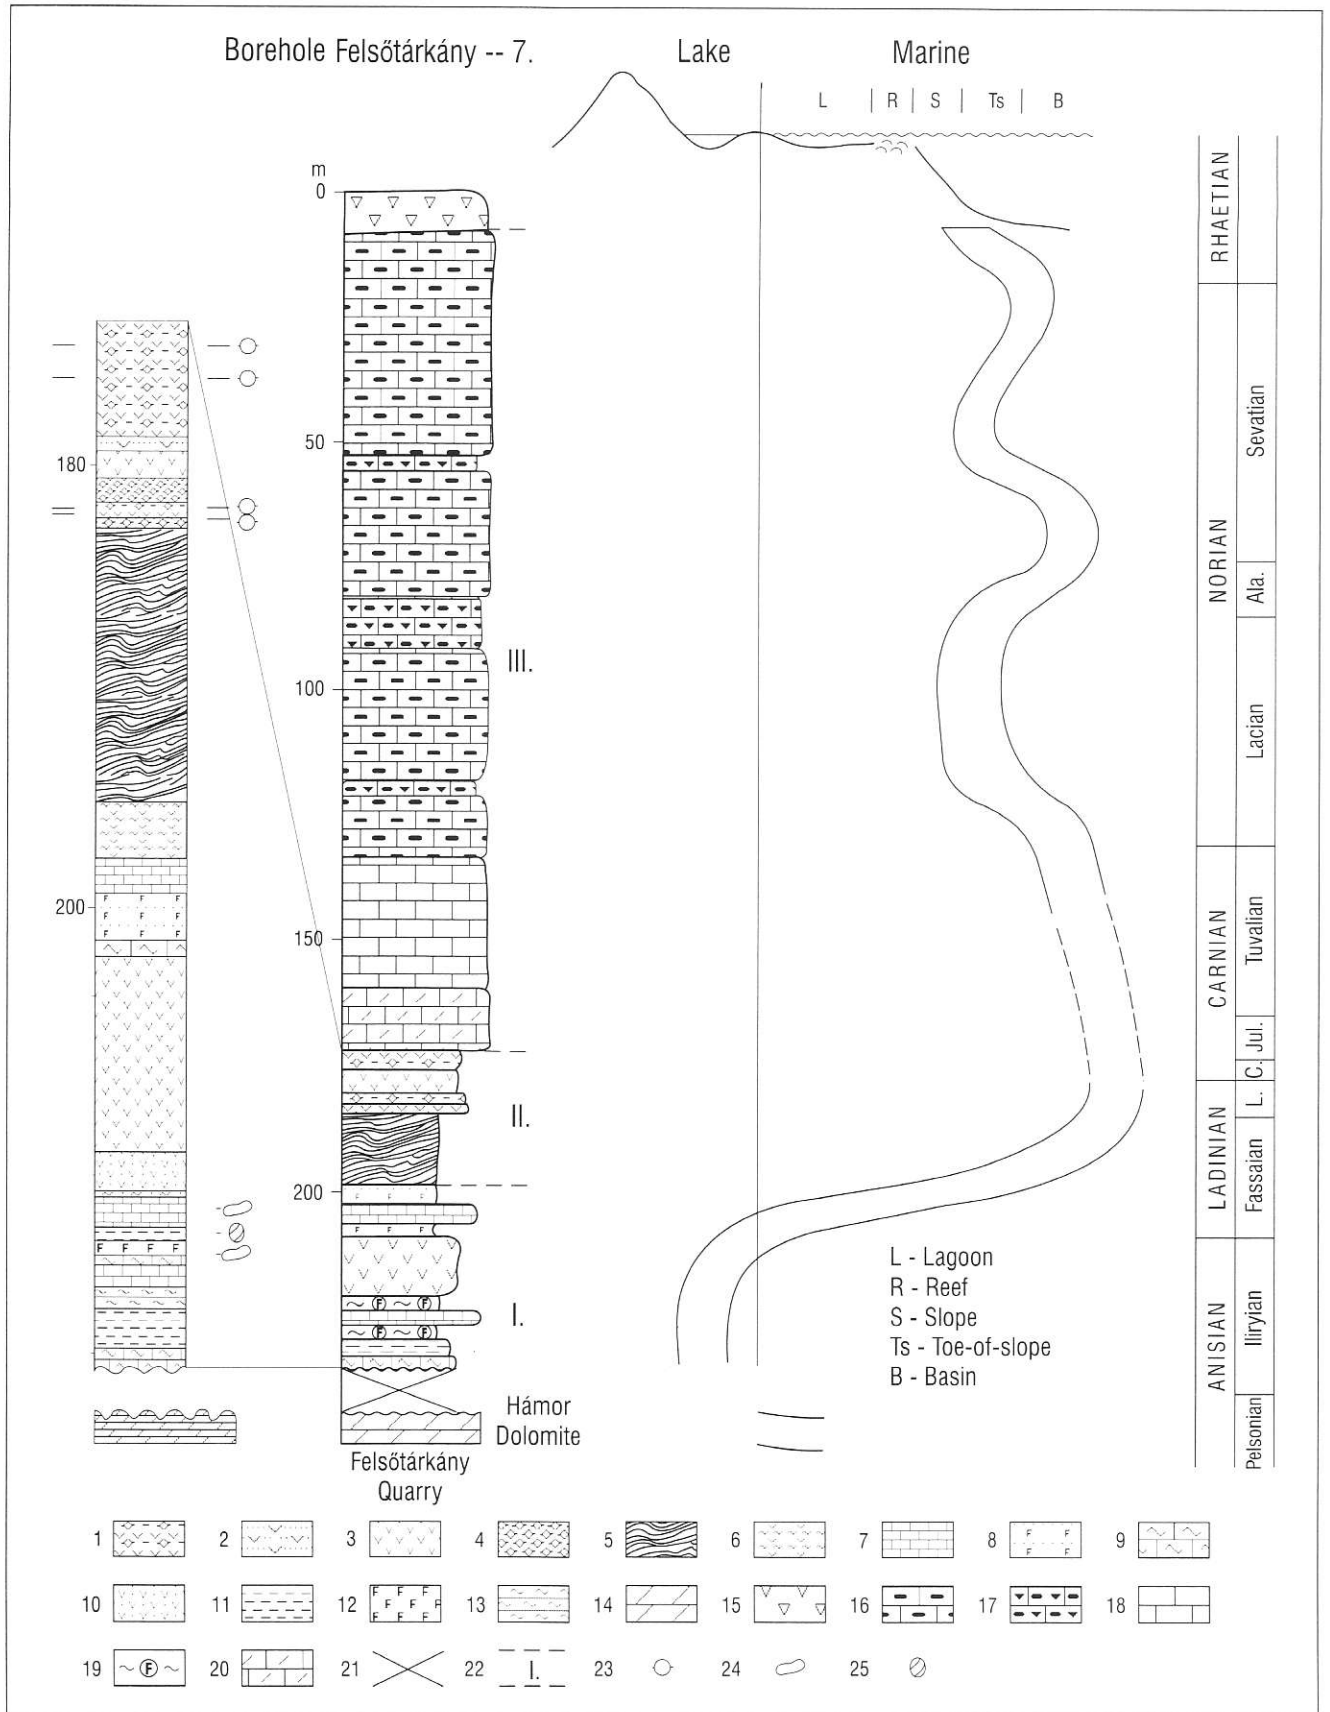 Borehole Felsőtárkány -- 7.
Lake
Marine
L
R
S
Ts
B
m
0
50
100
150
200
180
200
III.
II.
I.
RHAETIAN
NORIAN
CARNIAN
LADINIAN
ANISIAN
Sevatian
Ala.
Lacian
Tuvalian
Jul.
C.
L.
Fassaian
Iliryian
Pelsonian
L - Lagoon
R - Reef
S - Slope
Ts - Toe-of-slope
B - Basin
Hámor
Dolomite
Felsőtárkány
Quarry
F F
F F
F F
F F F F
F F
F F
F F
1 2 3 4 5 6 7 8 F F F F 9
10 11 12 F F F F F F F F F F 13 14 15 16 17 18
19 F 20 21 22 I. 23 24 25